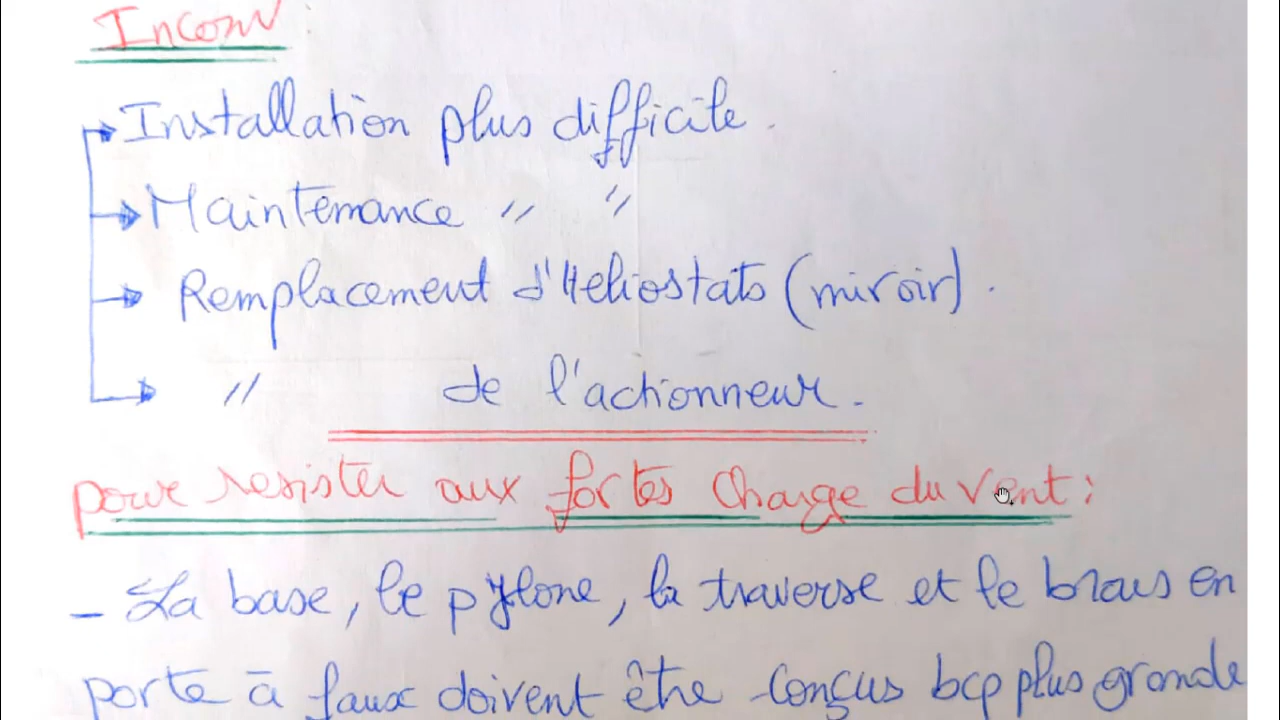 Inconv
Installation plus difficile.
Maintenance " "
Remplacement d'Heliostats (miroir).
" de l'actionneur.
pour resister aux fortes charge du vent :
- La base, le pylone, la traverse et le bras en
porte à faux doivent être conçus bcp plus grande